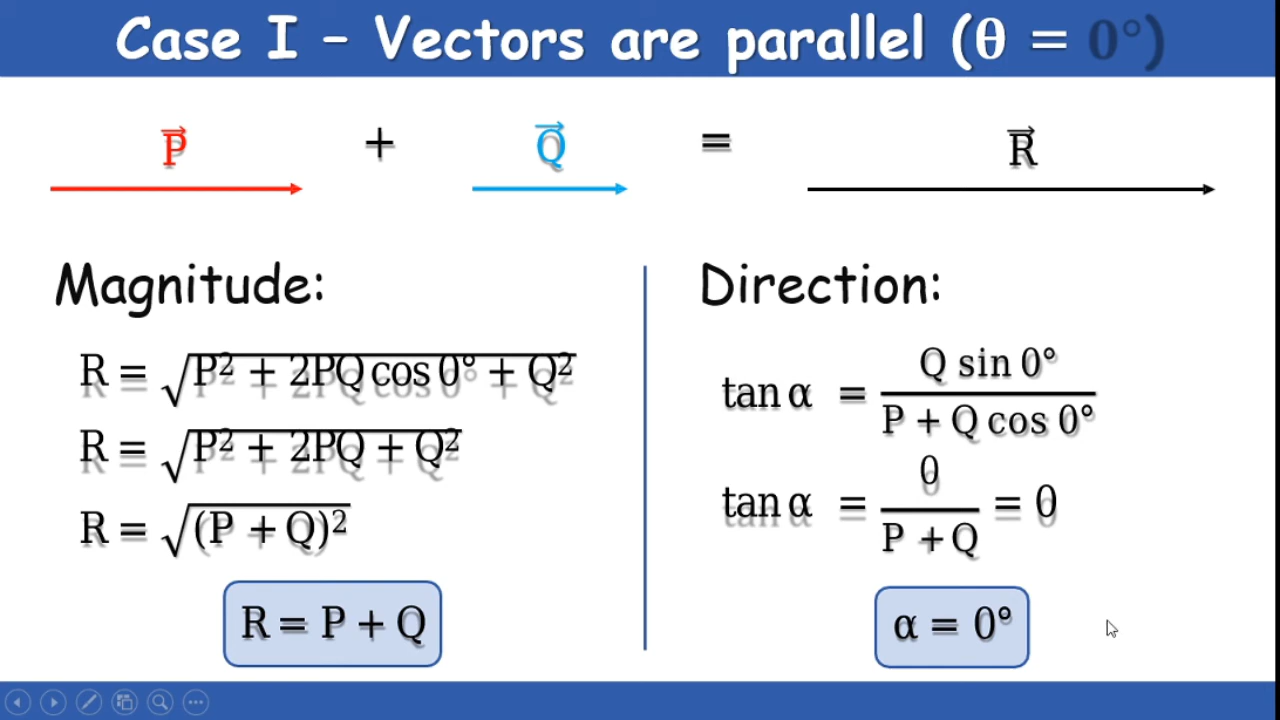 Case I – Vectors are parallel (θ = 0°)
P⃗ + Q⃗ = R⃗
Magnitude:
R = √(P² + 2PQ cos 0° + Q²)
R = √(P² + 2PQ + Q²)
R = √((P + Q)²)
R = P + Q
Direction:
tan α = (Q sin 0°)/(P + Q cos 0°)
tan α = 0/(P + Q) = 0
α = 0°